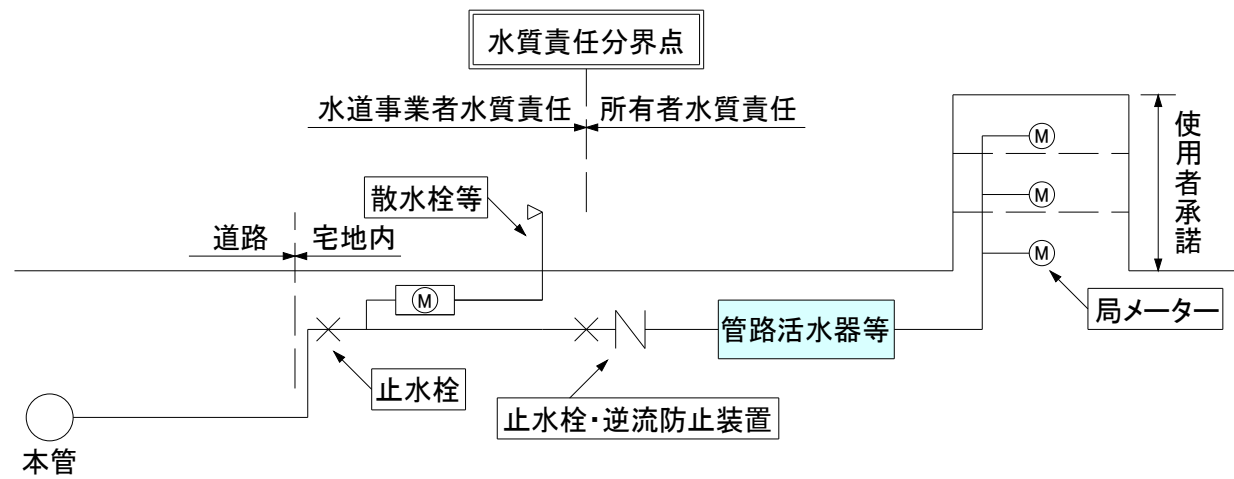 水質責任分界点
水道事業者水質責任
所有者水質責任
使用者承諾
M
M
M
散水栓等
道路
宅地内
M
局メーター
管路活水器等
止水栓
止水栓・逆流防止装置
本管